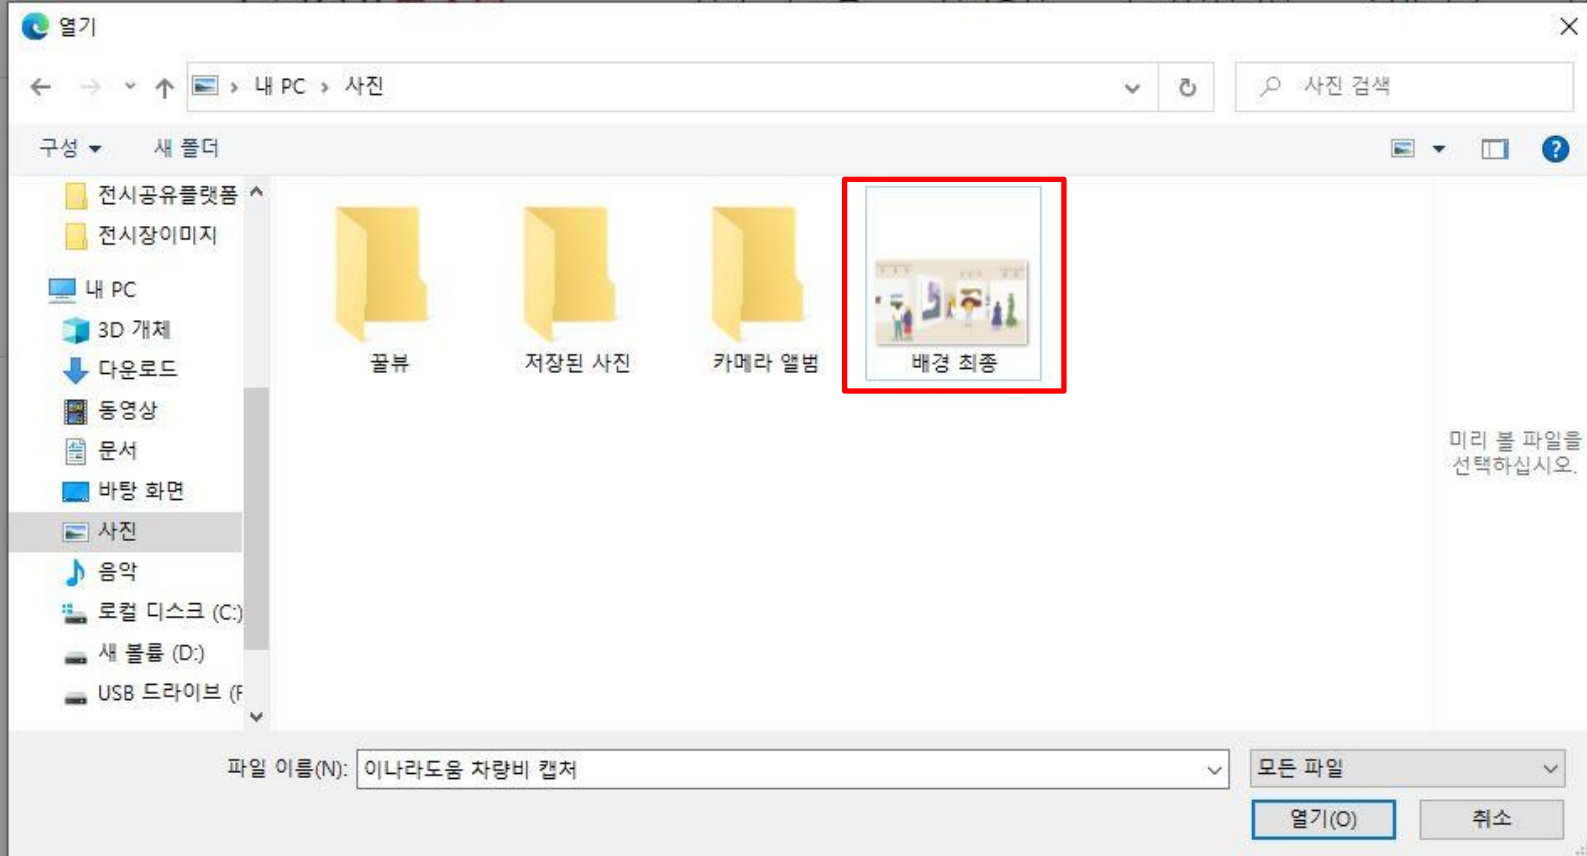 열기
내 PC > 사진
사진 검색
구성
새 폴더
전시공유플랫폼
전시장이미지
내 PC
3D 개체
다운로드
동영상
문서
바탕 화면
사진
음악
로컬 디스크 (C:)
새 볼륨 (D:)
USB 드라이브 (F
꿀뷰
저장된 사진
카메라 앨범
배경 최종
미리 볼 파일을
선택하십시오.
파일 이름(N):
이나라도움 차량비 캡처
모든 파일
열기(O)
취소